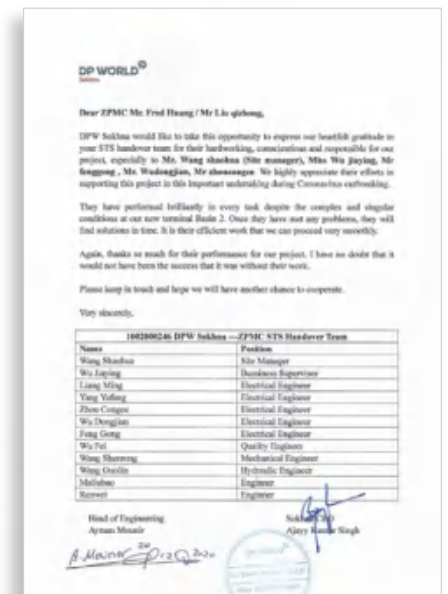 DP WORLD
Sokhna
Dear ZPMC Mr. Fred Huang / Mr Liu qizhong,
DPW Sokhna would like to take this opportunity to express our heartfelt gratitude to
your STS handover team for their hardworking, conscientious and responsible for our
project, especially to Mr. Wang shaohua (Site manager), Miss Wu jiaying, Mr
fenggong , Mr. Wudongjian, Mr zhoucongce. We highly appreciate their efforts in
supporting this project in this important undertaking during Coronavirus outbreaking.
They have performed brilliantly in every task despite the complex and singular
conditions at our new terminal Basin 2. Once they have met any problems, they will
find solutions in time. It is their efficient work that we can proceed very smoothly.
Again, thanks so much for their performance for our project. I have no doubt that it
would not have been the success that it was without their work.
Please keep in touch and hope we will have another chance to cooperate.
Very sincerely,
1002000246 DPW Sokhna —ZPMC STS Handover Team
Name Position
Wang Shaohua Site Manager
Wu Jiaying Bussiness Supervisor
Liang Ming Electrical Engineer
Yang Yufeng Electrical Engineer
Zhou Congce Electrical Engineer
Wu Dongjian Electrical Engineer
Feng Gong Electrical Engineer
Wu Fei Quality Engineer
Wang Mechanical Engineer
Wang Guolin Hydraulic Engineer
Mafubao Engineer
Renwei Engineer
Head of Engineering Sokhna CEO
Ayman Mounir Ajayy Kumar Singh
A. Mounir 2020
DP WORLD